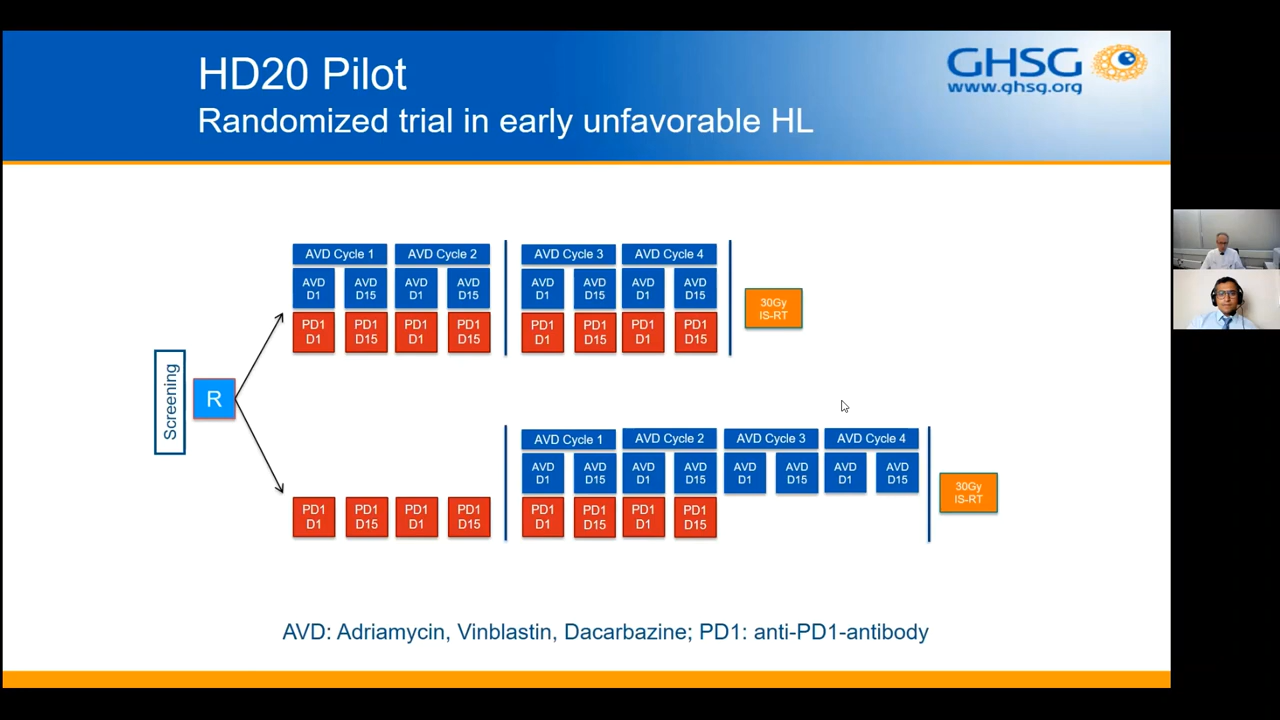 HD20 Pilot
Randomized trial in early unfavorable HL
GHSG
www.ghsg.org
Screening
R
AVD Cycle 1 AVD Cycle 2 AVD Cycle 3 AVD Cycle 4
AVD AVD AVD AVD AVD AVD AVD AVD
D1 D15 D1 D15 D1 D15 D1 D15
PD1 PD1 PD1 PD1 PD1 PD1 PD1 PD1
D1 D15 D1 D15 D1 D15 D1 D15
30Gy
IS-RT
AVD Cycle 1 AVD Cycle 2 AVD Cycle 3 AVD Cycle 4
AVD AVD AVD AVD AVD AVD AVD AVD
D1 D15 D1 D15 D1 D15 D1 D15
PD1 PD1 PD1 PD1 PD1 PD1 PD1 PD1
D1 D15 D1 D15 D1 D15 D1 D15
30Gy
IS-RT
AVD: Adriamycin, Vinblastin, Dacarbazine; PD1: anti-PD1-antibody